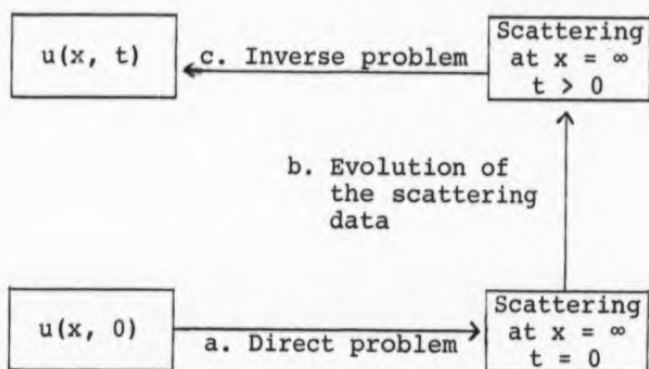 u(x, t)
c. Inverse problem
Scattering
at x = ∞
t > 0
b. Evolution of
the scattering
data
u(x, 0)
a. Direct problem
Scattering
at x = ∞
t = 0